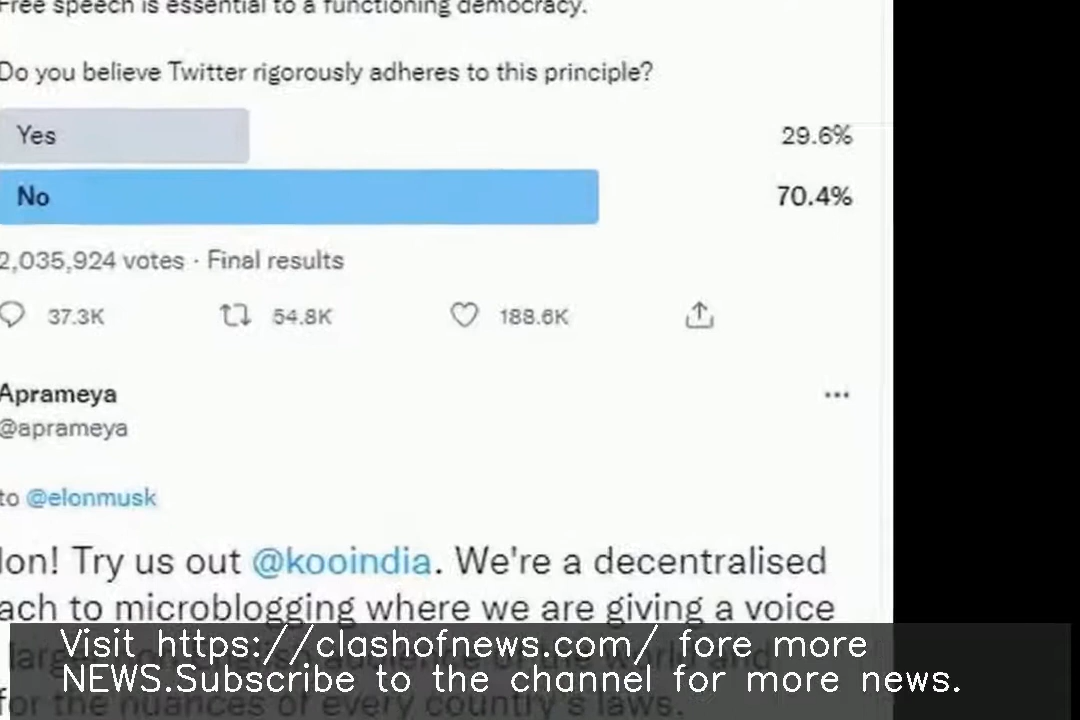 Free speech is essential to a functioning democracy.
Do you believe Twitter rigorously adheres to this principle?
Yes 29.6%
No 70.4%
2,035,924 votes · Final results
37.3K 54.8K 188.6K
Aprameya
@aprameya
to @elonmusk
lon! Try us out @kooindia. We're a decentralised
ach to microblogging where we are giving a voice
Visit https://clashofnews.com/ fore more
NEWS.Subscribe to the channel for more news.
for the nuances of every country's laws.